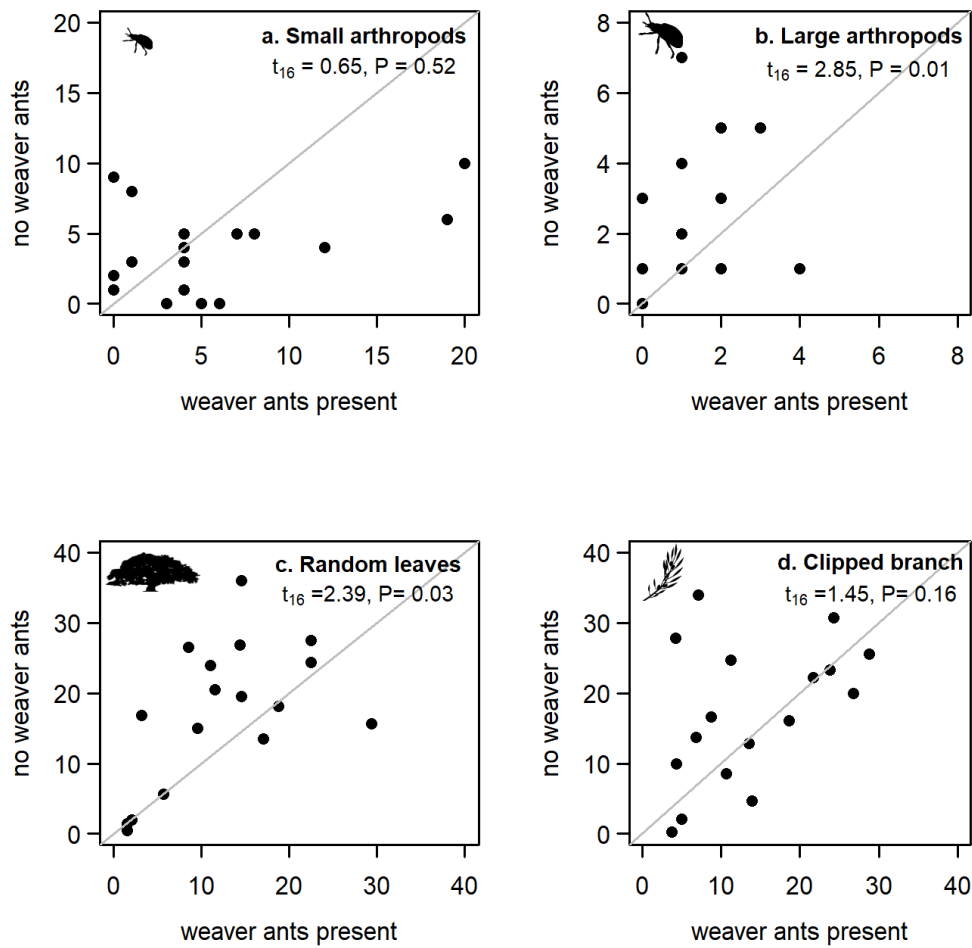 a. Small arthropods
t₁₆ = 0.65, P = 0.52
20
15
10
5
0
no weaver ants
0 5 10 15 20
weaver ants present
b. Large arthropods
t₁₆ = 2.85, P = 0.01
8
6
4
2
0
no weaver ants
0 2 4 6 8
weaver ants present
c. Random leaves
t₁₆ =2.39, P= 0.03
40
30
20
10
0
no weaver ants
0 10 20 30 40
weaver ants present
d. Clipped branch
t₁₆ =1.45, P= 0.16
40
30
20
10
0
no weaver ants
0 10 20 30 40
weaver ants present